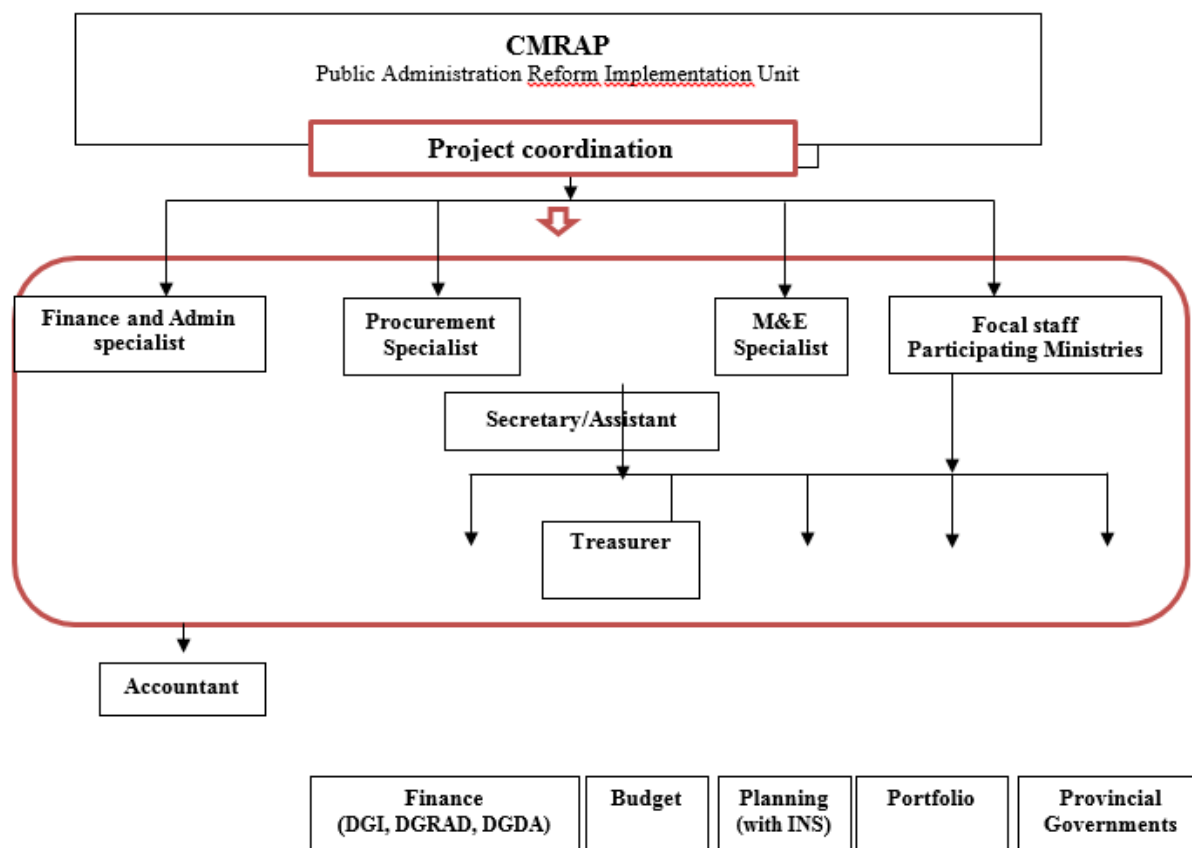 CMRAP
Public Administration Reform Implementation Unit
Project coordination
Finance and Admin
specialist
Procurement
Specialist
M&E
Specialist
Focal staff
Participating Ministries
Secretary/Assistant
Treasurer
Accountant
Finance
(DGI, DGRAD, DGDA)
Budget
Planning
(with INS)
Portfolio
Provincial
Governments